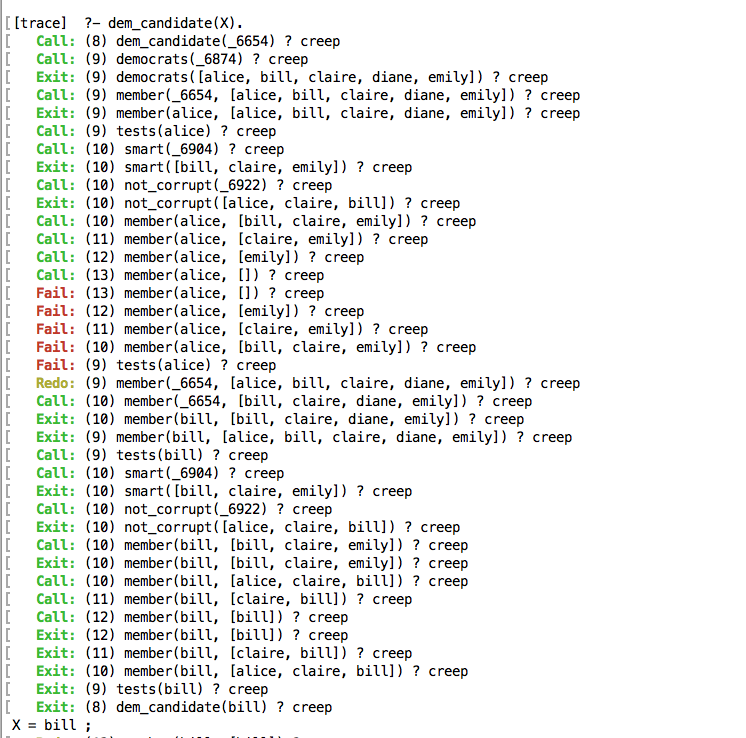 [trace]  ?- dem_candidate(X).
[   Call: (8) dem_candidate(_6654) ? creep
[   Call: (9) democrats(_6874) ? creep
[   Exit: (9) democrats([alice, bill, claire, diane, emily]) ? creep
[   Call: (9) member(_6654, [alice, bill, claire, diane, emily]) ? creep
[   Exit: (9) member(alice, [alice, bill, claire, diane, emily]) ? creep
[   Call: (9) tests(alice) ? creep
[   Call: (10) smart(_6904) ? creep
[   Exit: (10) smart([bill, claire, emily]) ? creep
[   Call: (10) not_corrupt(_6922) ? creep
[   Exit: (10) not_corrupt([alice, claire, bill]) ? creep
[   Call: (10) member(alice, [bill, claire, emily]) ? creep
[   Call: (11) member(alice, [claire, emily]) ? creep
[   Call: (12) member(alice, [emily]) ? creep
[   Call: (13) member(alice, []) ? creep
[   Fail: (13) member(alice, []) ? creep
[   Fail: (12) member(alice, [emily]) ? creep
[   Fail: (11) member(alice, [claire, emily]) ? creep
[   Fail: (10) member(alice, [bill, claire, emily]) ? creep
[   Fail: (9) tests(alice) ? creep
[   Redo: (9) member(_6654, [alice, bill, claire, diane, emily]) ? creep
[   Call: (10) member(_6654, [bill, claire, diane, emily]) ? creep
[   Exit: (10) member(bill, [bill, claire, diane, emily]) ? creep
[   Exit: (9) member(bill, [alice, bill, claire, diane, emily]) ? creep
[   Call: (9) tests(bill) ? creep
[   Call: (10) smart(_6904) ? creep
[   Exit: (10) smart([bill, claire, emily]) ? creep
[   Call: (10) not_corrupt(_6922) ? creep
[   Exit: (10) not_corrupt([alice, claire, bill]) ? creep
[   Call: (10) member(bill, [bill, claire, emily]) ? creep
[   Exit: (10) member(bill, [bill, claire, emily]) ? creep
[   Call: (10) member(bill, [alice, claire, bill]) ? creep
[   Call: (11) member(bill, [claire, bill]) ? creep
[   Call: (12) member(bill, [bill]) ? creep
[   Exit: (12) member(bill, [bill]) ? creep
[   Exit: (11) member(bill, [claire, bill]) ? creep
[   Exit: (10) member(bill, [alice, claire, bill]) ? creep
[   Exit: (9) tests(bill) ? creep
[   Exit: (8) dem_candidate(bill) ? creep
X = bill ;